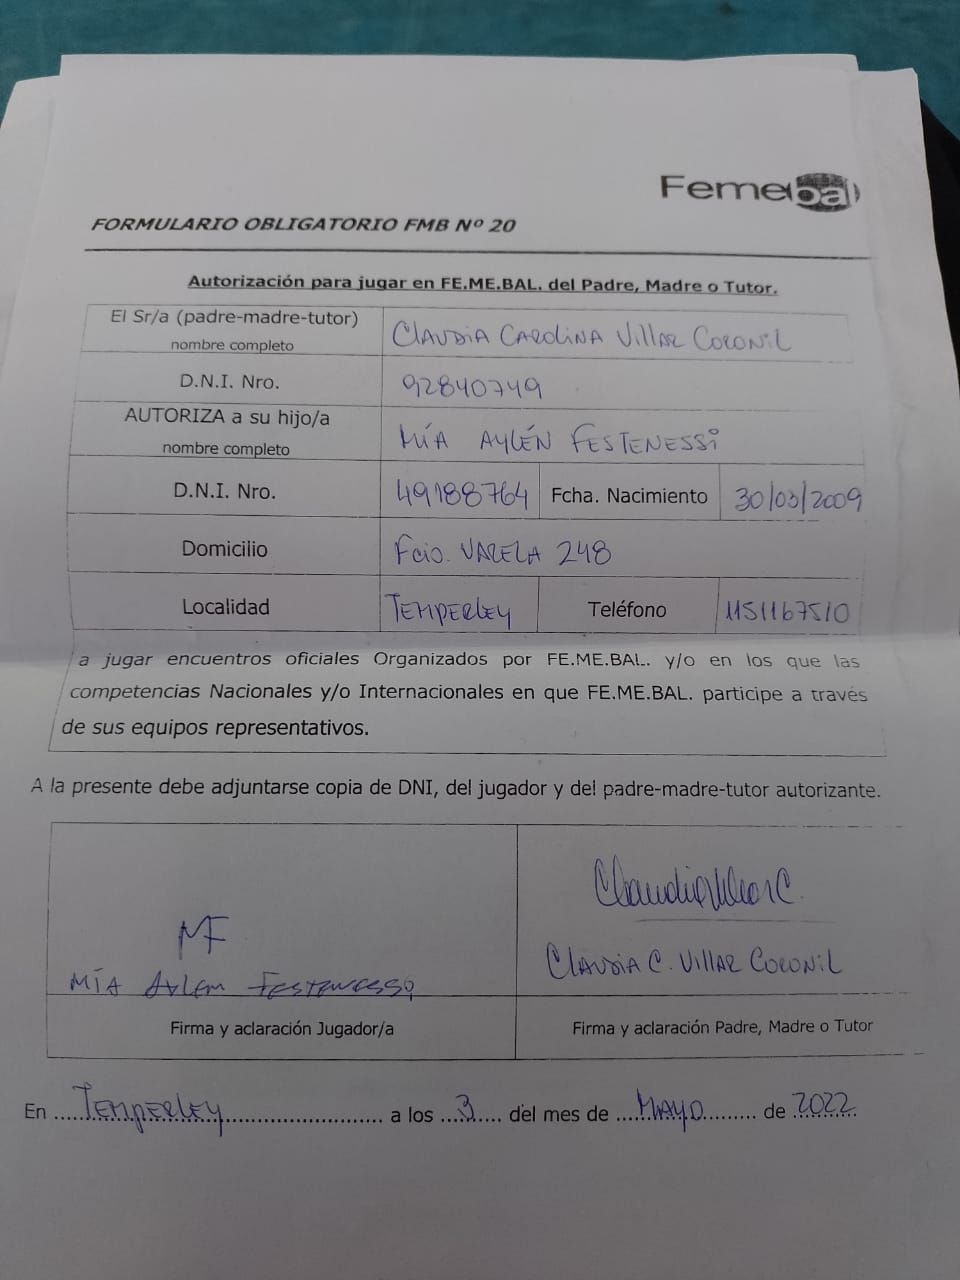 Femebal
FORMULARIO OBLIGATORIO FMB Nº 20
Autorización para jugar en FE.ME.BAL. del Padre, Madre o Tutor.
El Sr/a (padre-madre-tutor) nombre completo CLAUDIA CAROLINA VILLAR CORONIL
D.N.I. Nro. 92840749
AUTORIZA a su hijo/a nombre completo MÍA AYLÉN FESTENESSI
D.N.I. Nro. 49188764 Fcha. Nacimiento 30/03/2009
Domicilio Fcio. VARELA 248
Localidad TEMPERLEY Teléfono 1151167510
a jugar encuentros oficiales Organizados por FE.ME.BAL. y/o en los que las
competencias Nacionales y/o Internacionales en que FE.ME.BAL. participe a través
de sus equipos representativos.
A la presente debe adjuntarse copia de DNI, del jugador y del padre-madre-tutor autorizante.
MF
MÍA Aylem Festenessi
Firma y aclaración Jugador/a
Claudia Villar C.
CLAUDIA C. VILLAR CORONIL
Firma y aclaración Padre, Madre o Tutor
En TEMPERLEY a los 3 del mes de MAYO de 2022